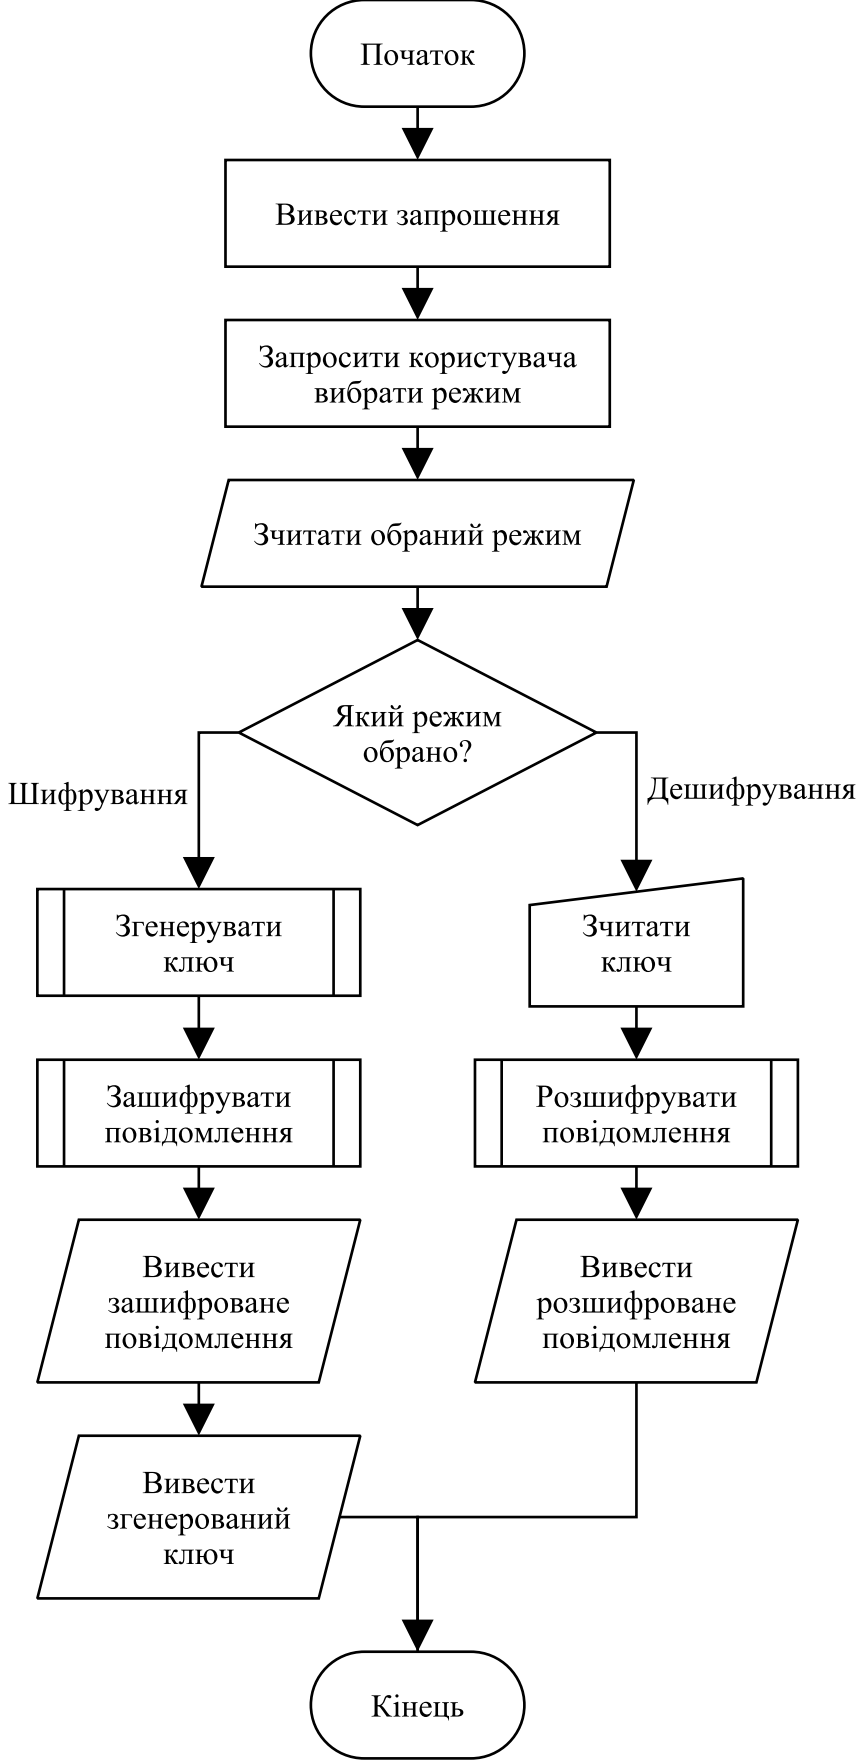 Початок
Вивести запрошення
Запросити користувача
вибрати режим
Зчитати обраний режим
Який режим
обрано?
Шифрування
Дешифрування
Згенерувати
ключ
Зчитати
ключ
Зашифрувати
повідомлення
Розшифрувати
повідомлення
Вивести
зашифроване
повідомлення
Вивести
розшифроване
повідомлення
Вивести
згенерований
ключ
Кінець